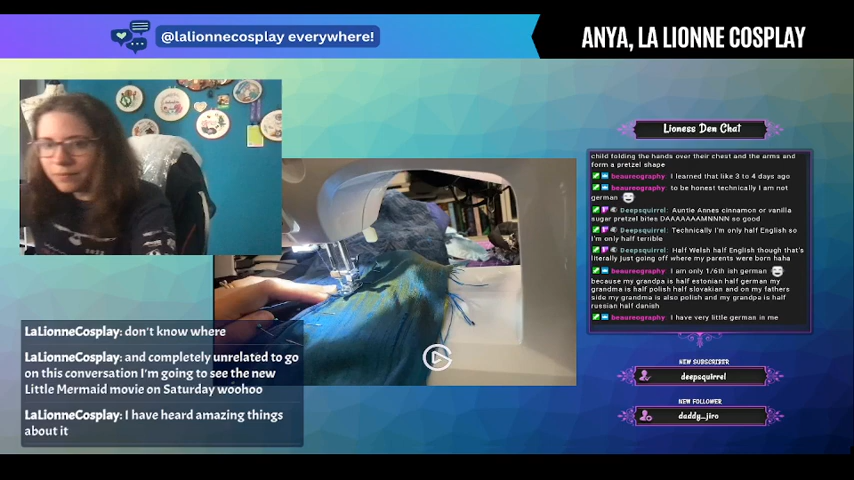 @lalionnecosplay everywhere!
ANYA, LA LIONNE COSPLAY
Lioness Den Chat
child folding the hands over their chest and the arms and
form a pretzel shape
beaureography: I learned that like 3 to 4 days ago
beaureography: to be honest technically I am not
german
Deepsquirrel: Auntie Annes cinnamon or vanilla
sugar pretzel bites DAAAAAAMNNNN so good
Deepsquirrel: Technically I'm only half English so
I'm only half terrible
Deepsquirrel: Half Welsh half English though that's
literally just going off where my parents were born haha
beaureography: I am only 1/6th ish german
because my grandpa is half estonian half german my
grandma is half polish half slovakian and on my fathers
side my grandma is also polish and my grandpa is half
russian half danish
beaureography: I have very little german in me
LaLionneCosplay: don't know where
LaLionneCosplay: and completely unrelated to go
on this conversation I'm going to see the new
Little Mermaid movie on Saturday woohoo
LaLionneCosplay: I have heard amazing things
about it
NEW SUBSCRIBER
deepsquirrel
NEW FOLLOWER
daddy_jiro